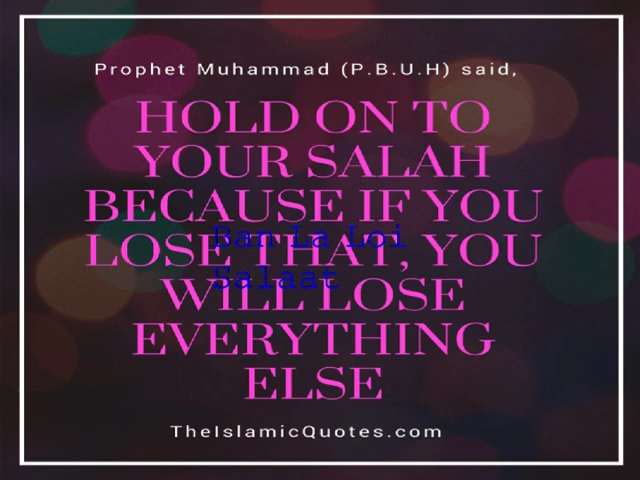 Prophet Muhammad (P.B.U.H) said,
HOLD ON TO
YOUR SALAH
BECAUSE IF YOU
LOSE THAT, YOU
WILL LOSE
EVERYTHING
ELSE
Ban La Loi
Salaat
TheIslamicQuotes.com